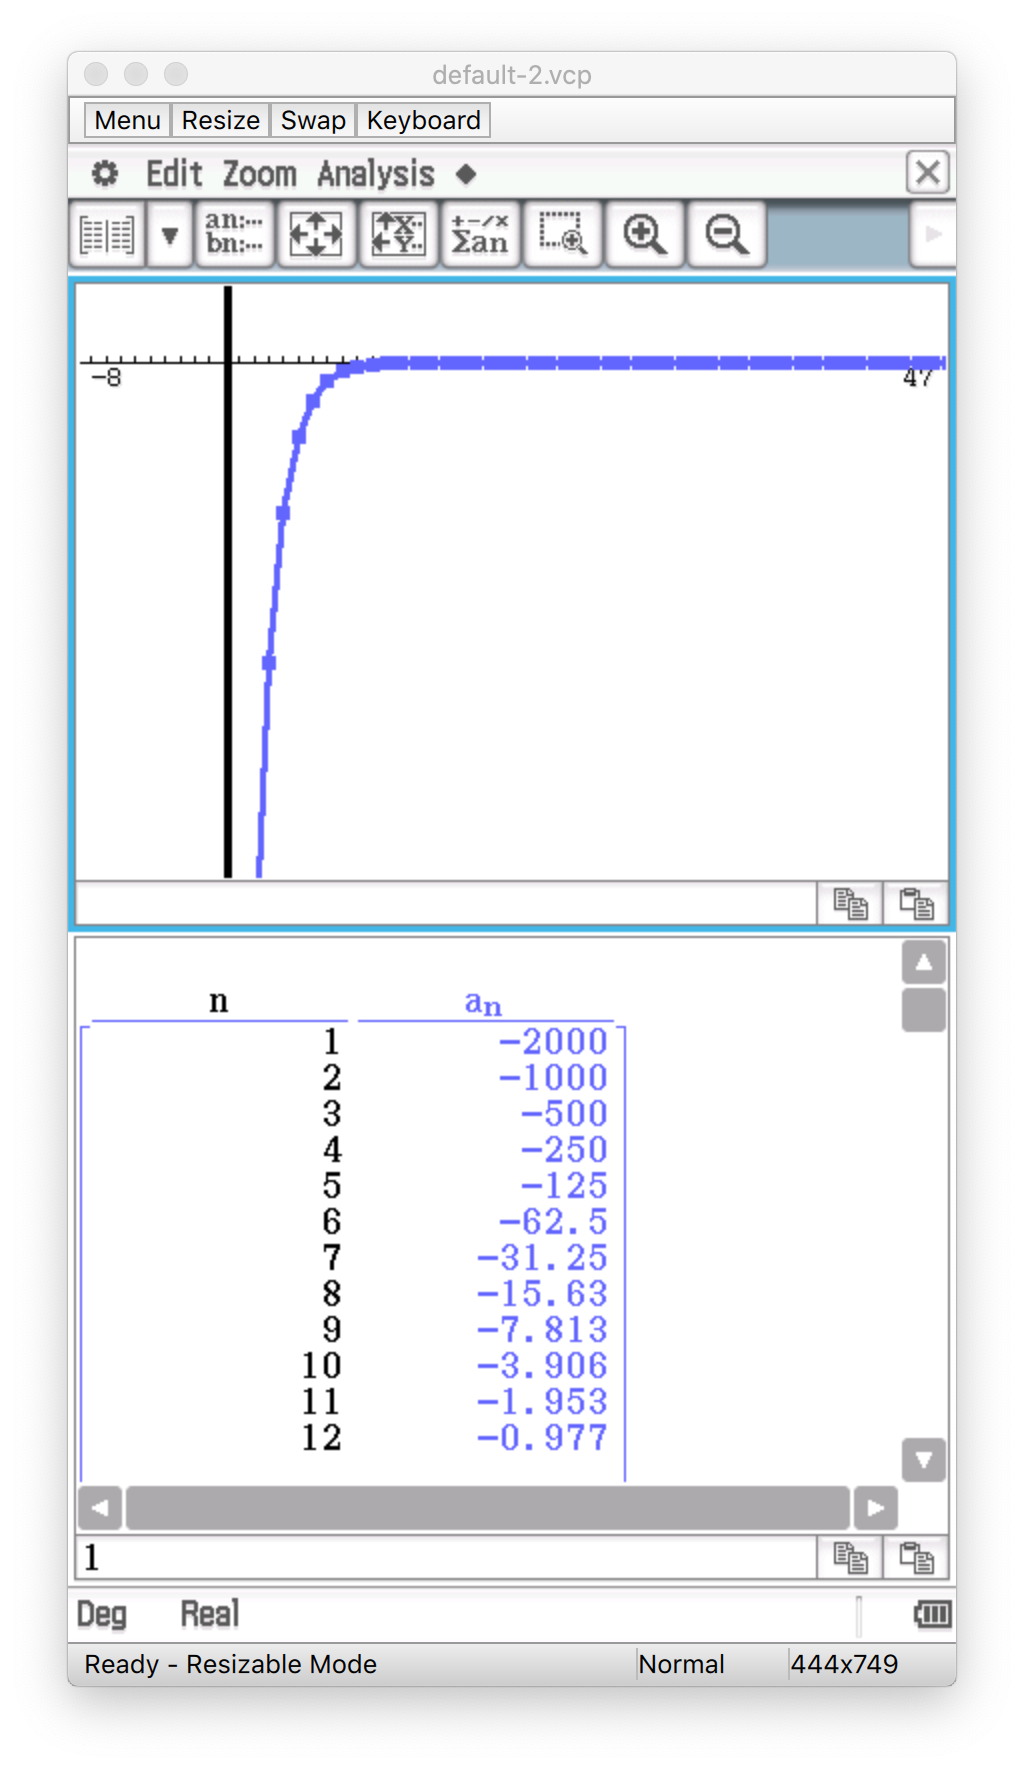 default-2.vcp
Menu Resize Swap Keyboard
Edit Zoom Analysis
an:··· bn:··· X·· Y·· +−/× Σan
-8 47
n an
1 -2000
2 -1000
3 -500
4 -250
5 -125
6 -62.5
7 -31.25
8 -15.63
9 -7.813
10 -3.906
11 -1.953
12 -0.977
1
Deg Real
Ready - Resizable Mode Normal 444x749